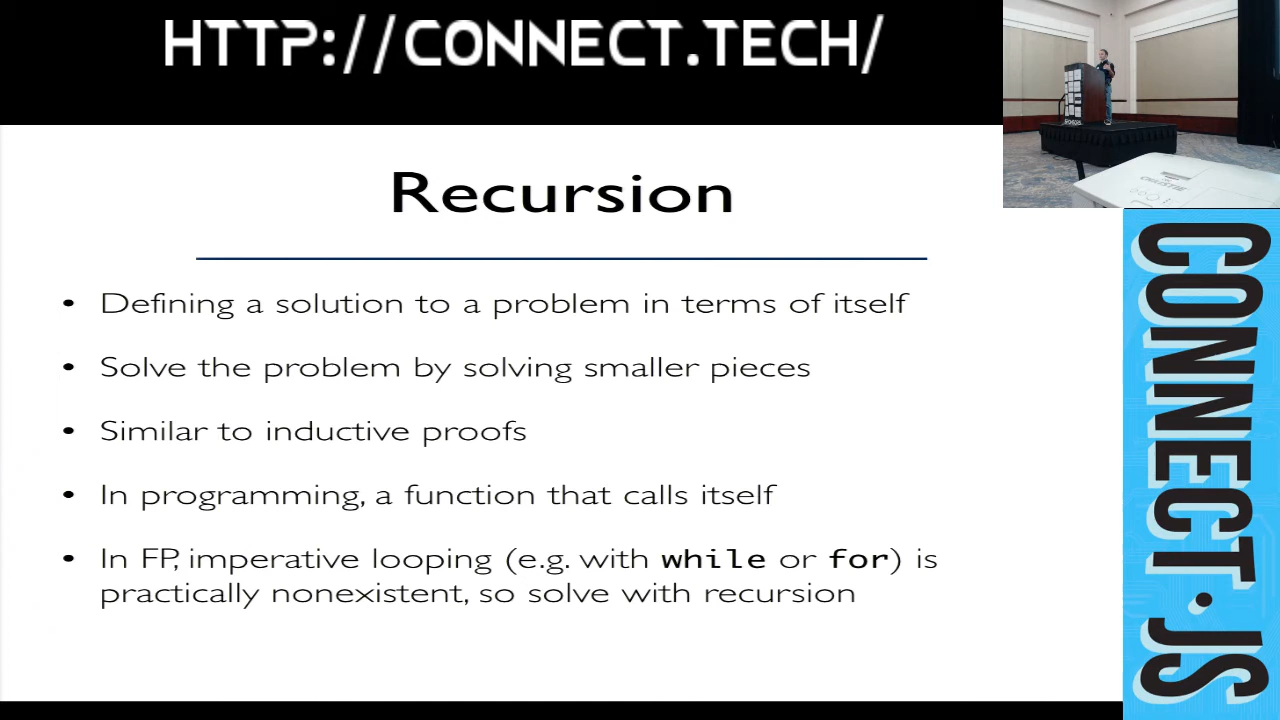 HTTP://CONNECT.TECH/
Recursion
• Defining a solution to a problem in terms of itself
• Solve the problem by solving smaller pieces
• Similar to inductive proofs
• In programming, a function that calls itself
• In FP, imperative looping (e.g. with while or for) is
practically nonexistent, so solve with recursion
CHRISTIE
CONNECT.JS